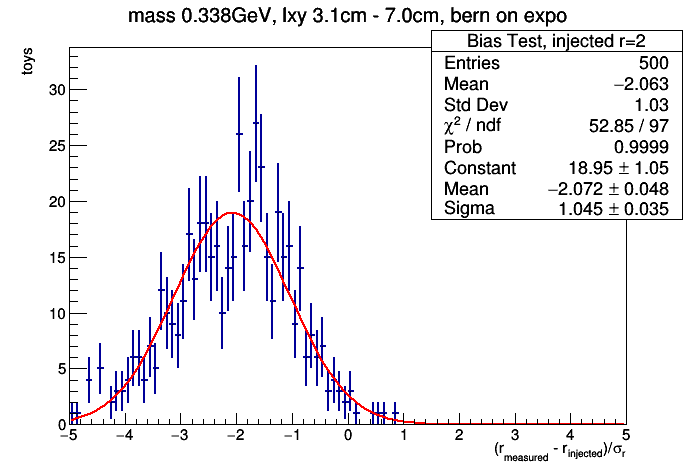 mass 0.338GeV, lxy 3.1cm - 7.0cm, bern on expo
toys
Bias Test, injected r=2
Entries 500
Mean −2.063
Std Dev 1.03
χ² / ndf 52.85 / 97
Prob 0.9999
Constant 18.95 ± 1.05
Mean −2.072 ± 0.048
Sigma 1.045 ± 0.035
30
25
20
15
10
5
0
−5 −4 −3 −2 −1 0 1 2 3 4 5
(r_measured - r_injected)/σ_r